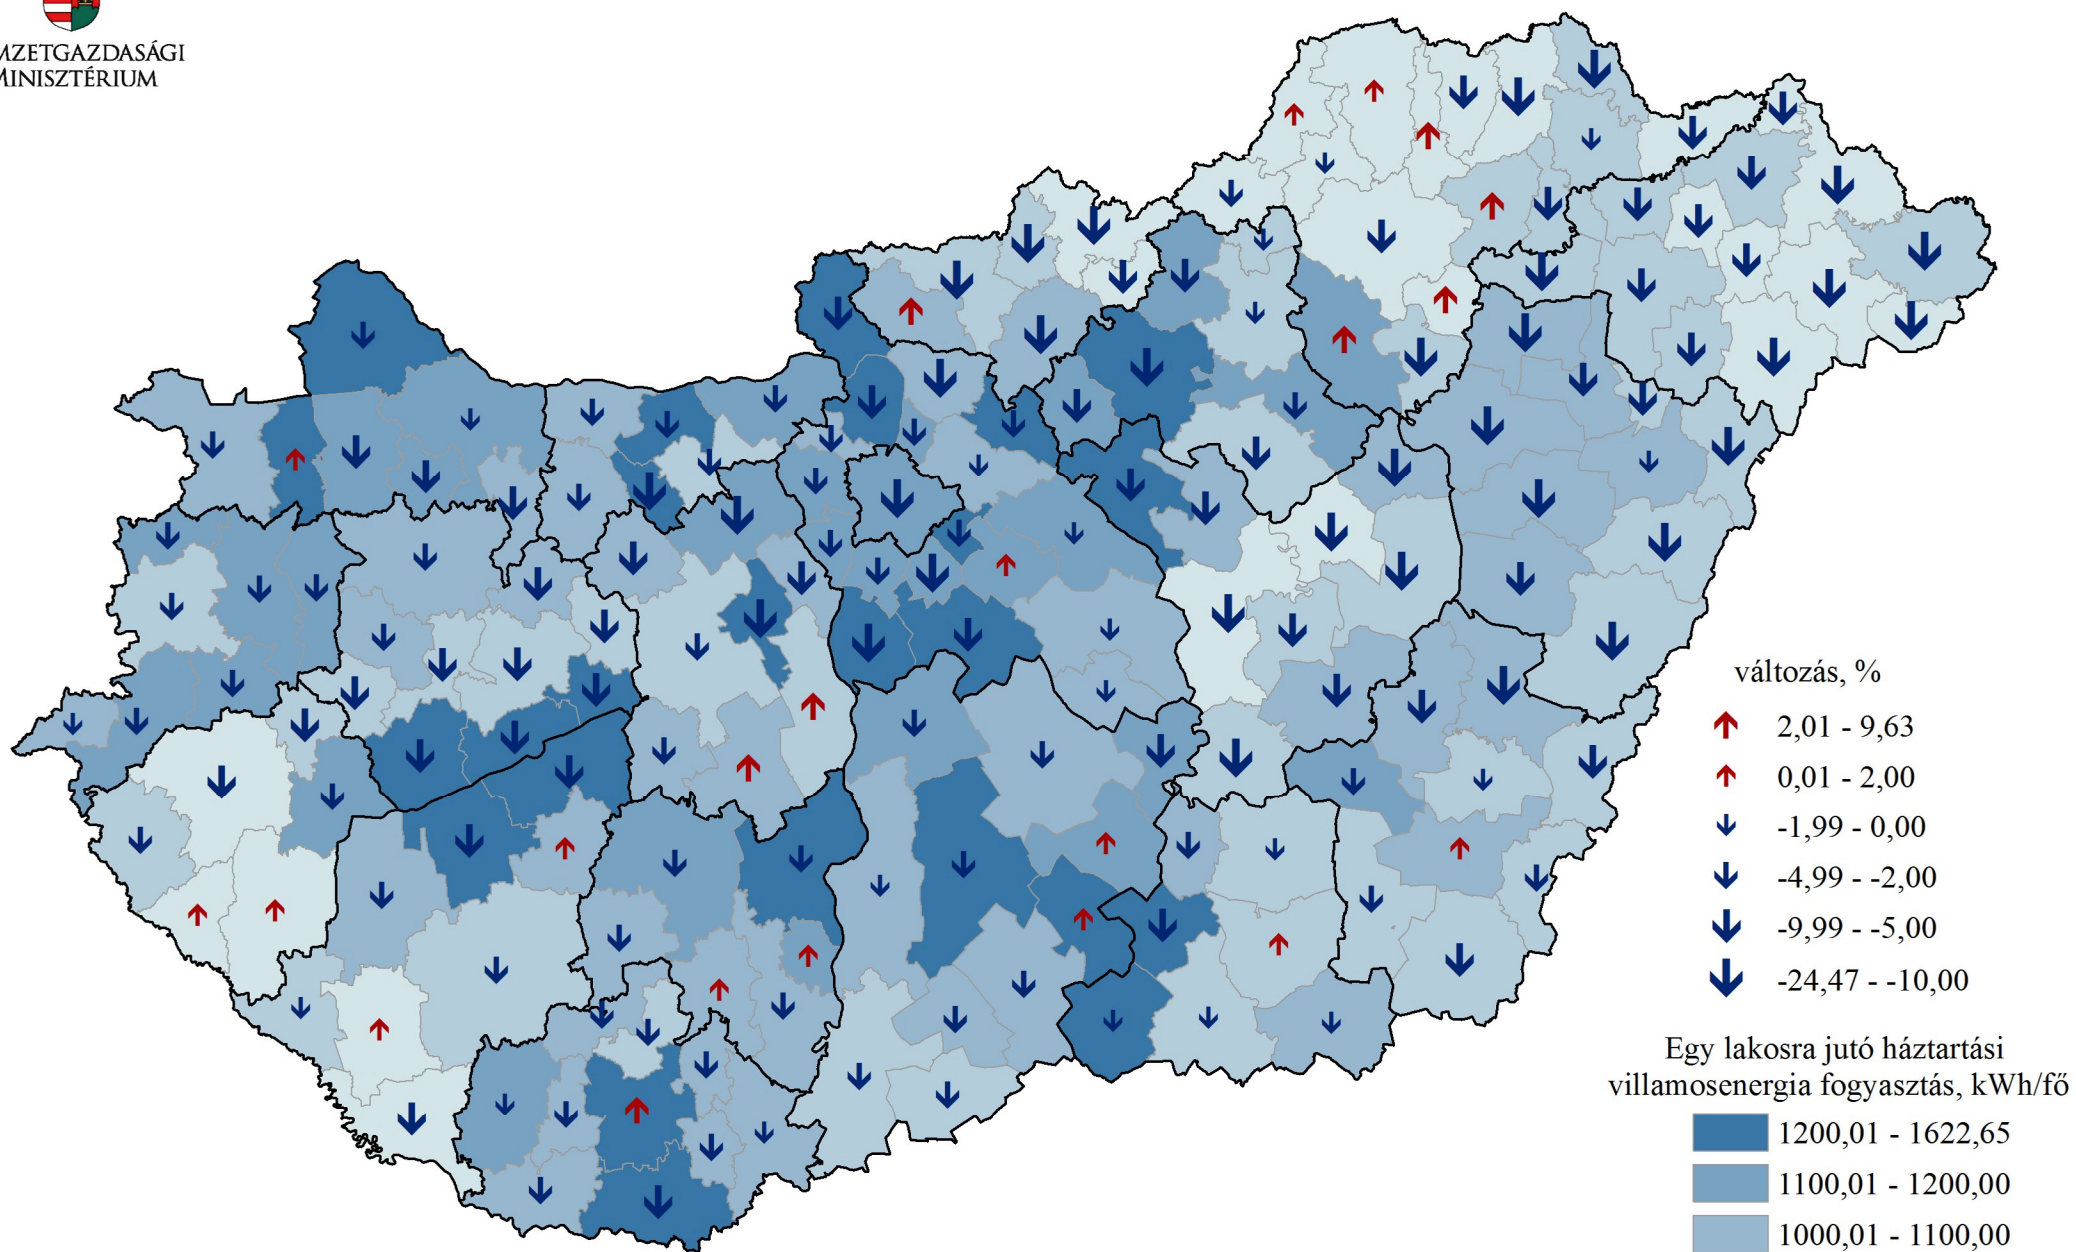 MINISZTÉRIUM
változás, %
2,01 - 9,63
0,01 - 2,00
-1,99 - 0,00
-4,99 - -2,00
-9,99 - -5,00
-24,47 - -10,00
Egy lakosra jutó háztartási
villamosenergia fogyasztás, kWh/fő
1200,01 - 1622,65
1100,01 - 1200,00
1000,01 - 1100,00